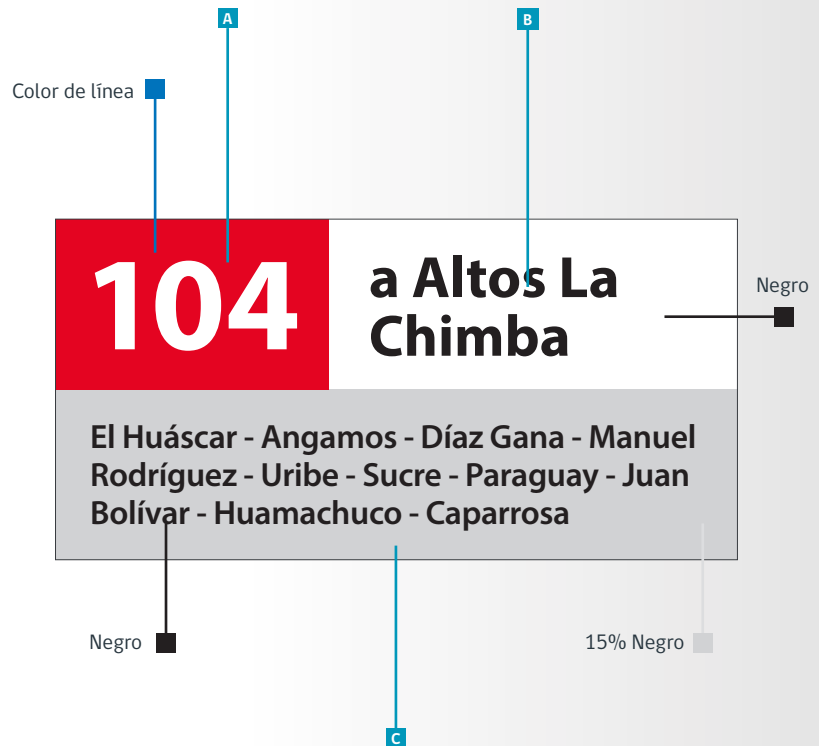 A
B
Color de línea
104
a Altos La
Chimba
Negro
El Huáscar - Angamos - Díaz Gana - Manuel
Rodríguez - Uribe - Sucre - Paraguay - Juan
Bolívar - Huamachuco - Caparrosa
Negro
15% Negro
C